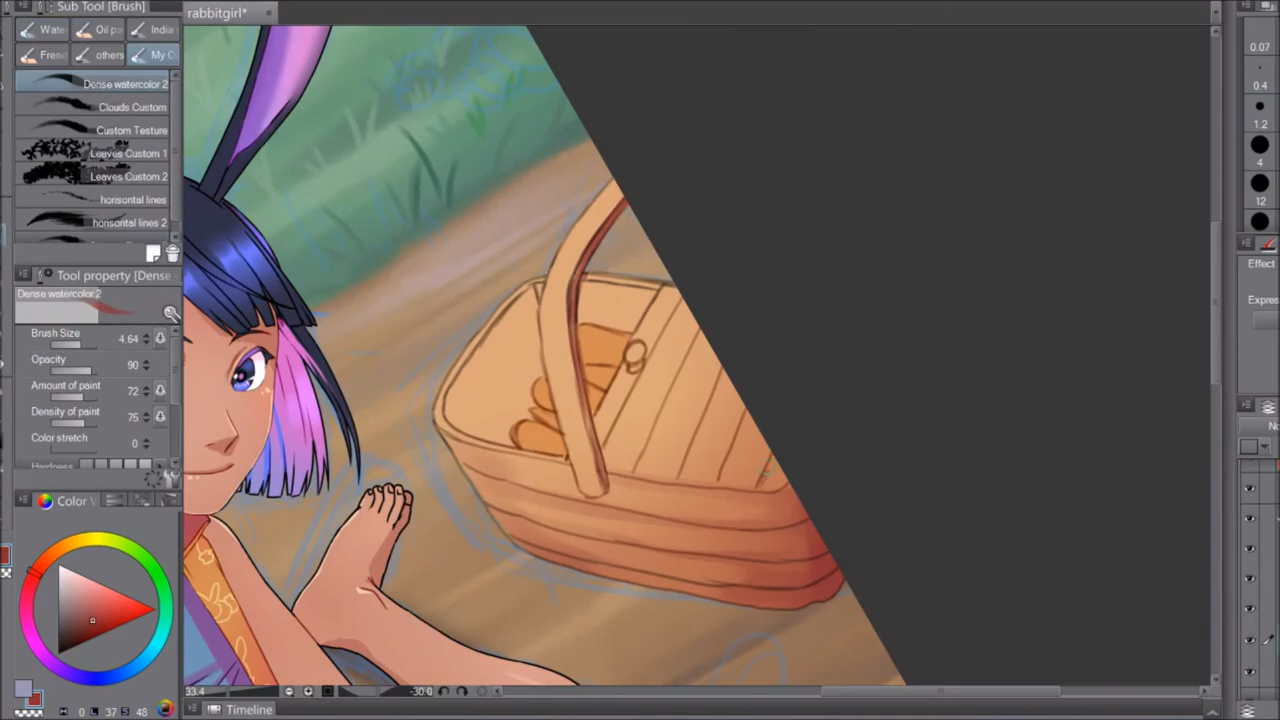 Sub Tool [Brush]
rabbitgirl*
Wate Oil pa India
Frenc others My C
Dense watercolor 2
Clouds Custom
Custom Texture
Leaves Custom 1
Leaves Custom 2
horisontal lines
horisontal lines 2
Tool property [Dense
Dense watercolor 2
Brush Size 4.64
Opacity 90
Amount of paint 72
Density of paint 75
Color stretch 0
Hardness
Color
H 0 L 37 S 48
33.4
-30.0
Timeline
0.07
0.4
1.2
4
12
Effect
Expres
No